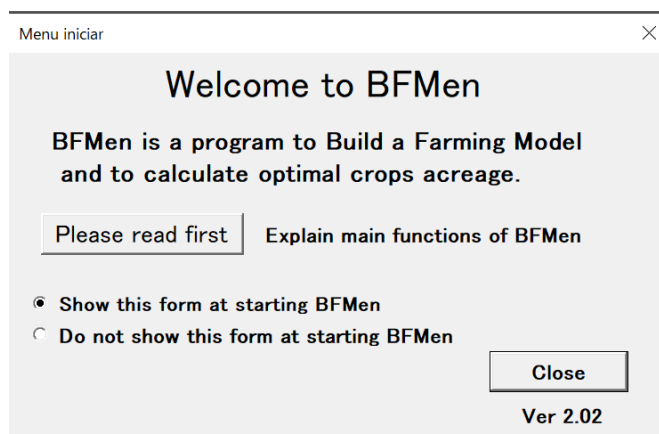 Menu iniciar
Welcome to BFMen
BFMen is a program to Build a Farming Model
and to calculate optimal crops acreage.
Please read first
Explain main functions of BFMen
Show this form at starting BFMen
Do not show this form at starting BFMen
Close
Ver 2.02